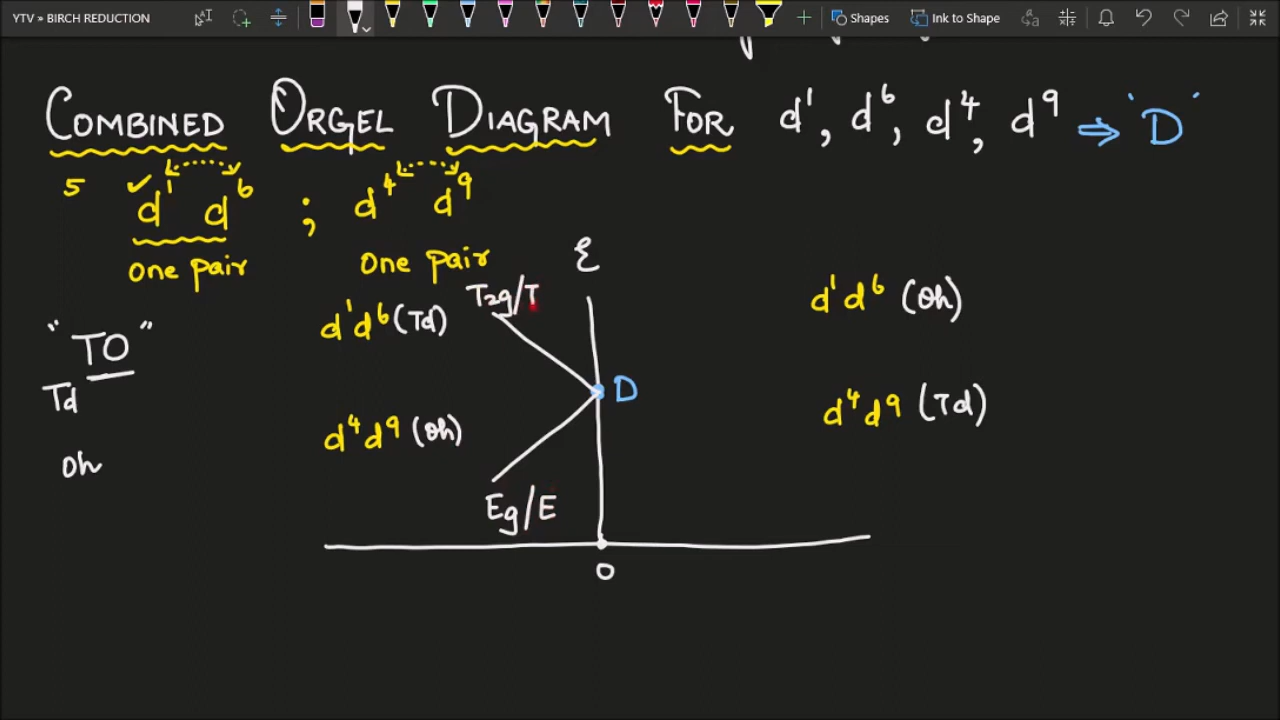 YTV » BIRCH REDUCTION
Shapes
Ink to Shape
COMBINED ORGEL DIAGRAM FOR d¹, d⁶, d⁴, d⁹ ⇒ 'D'
5 ✓d¹ d⁶ ; d⁴ d⁹
one pair one pair
ξ
T₂g/T
d¹d⁶ (Td)
d¹d⁶ (Oh)
"TO"
Td
D
d⁴d⁹ (Oh)
d⁴d⁹ (Td)
Oh
Eg/E
0